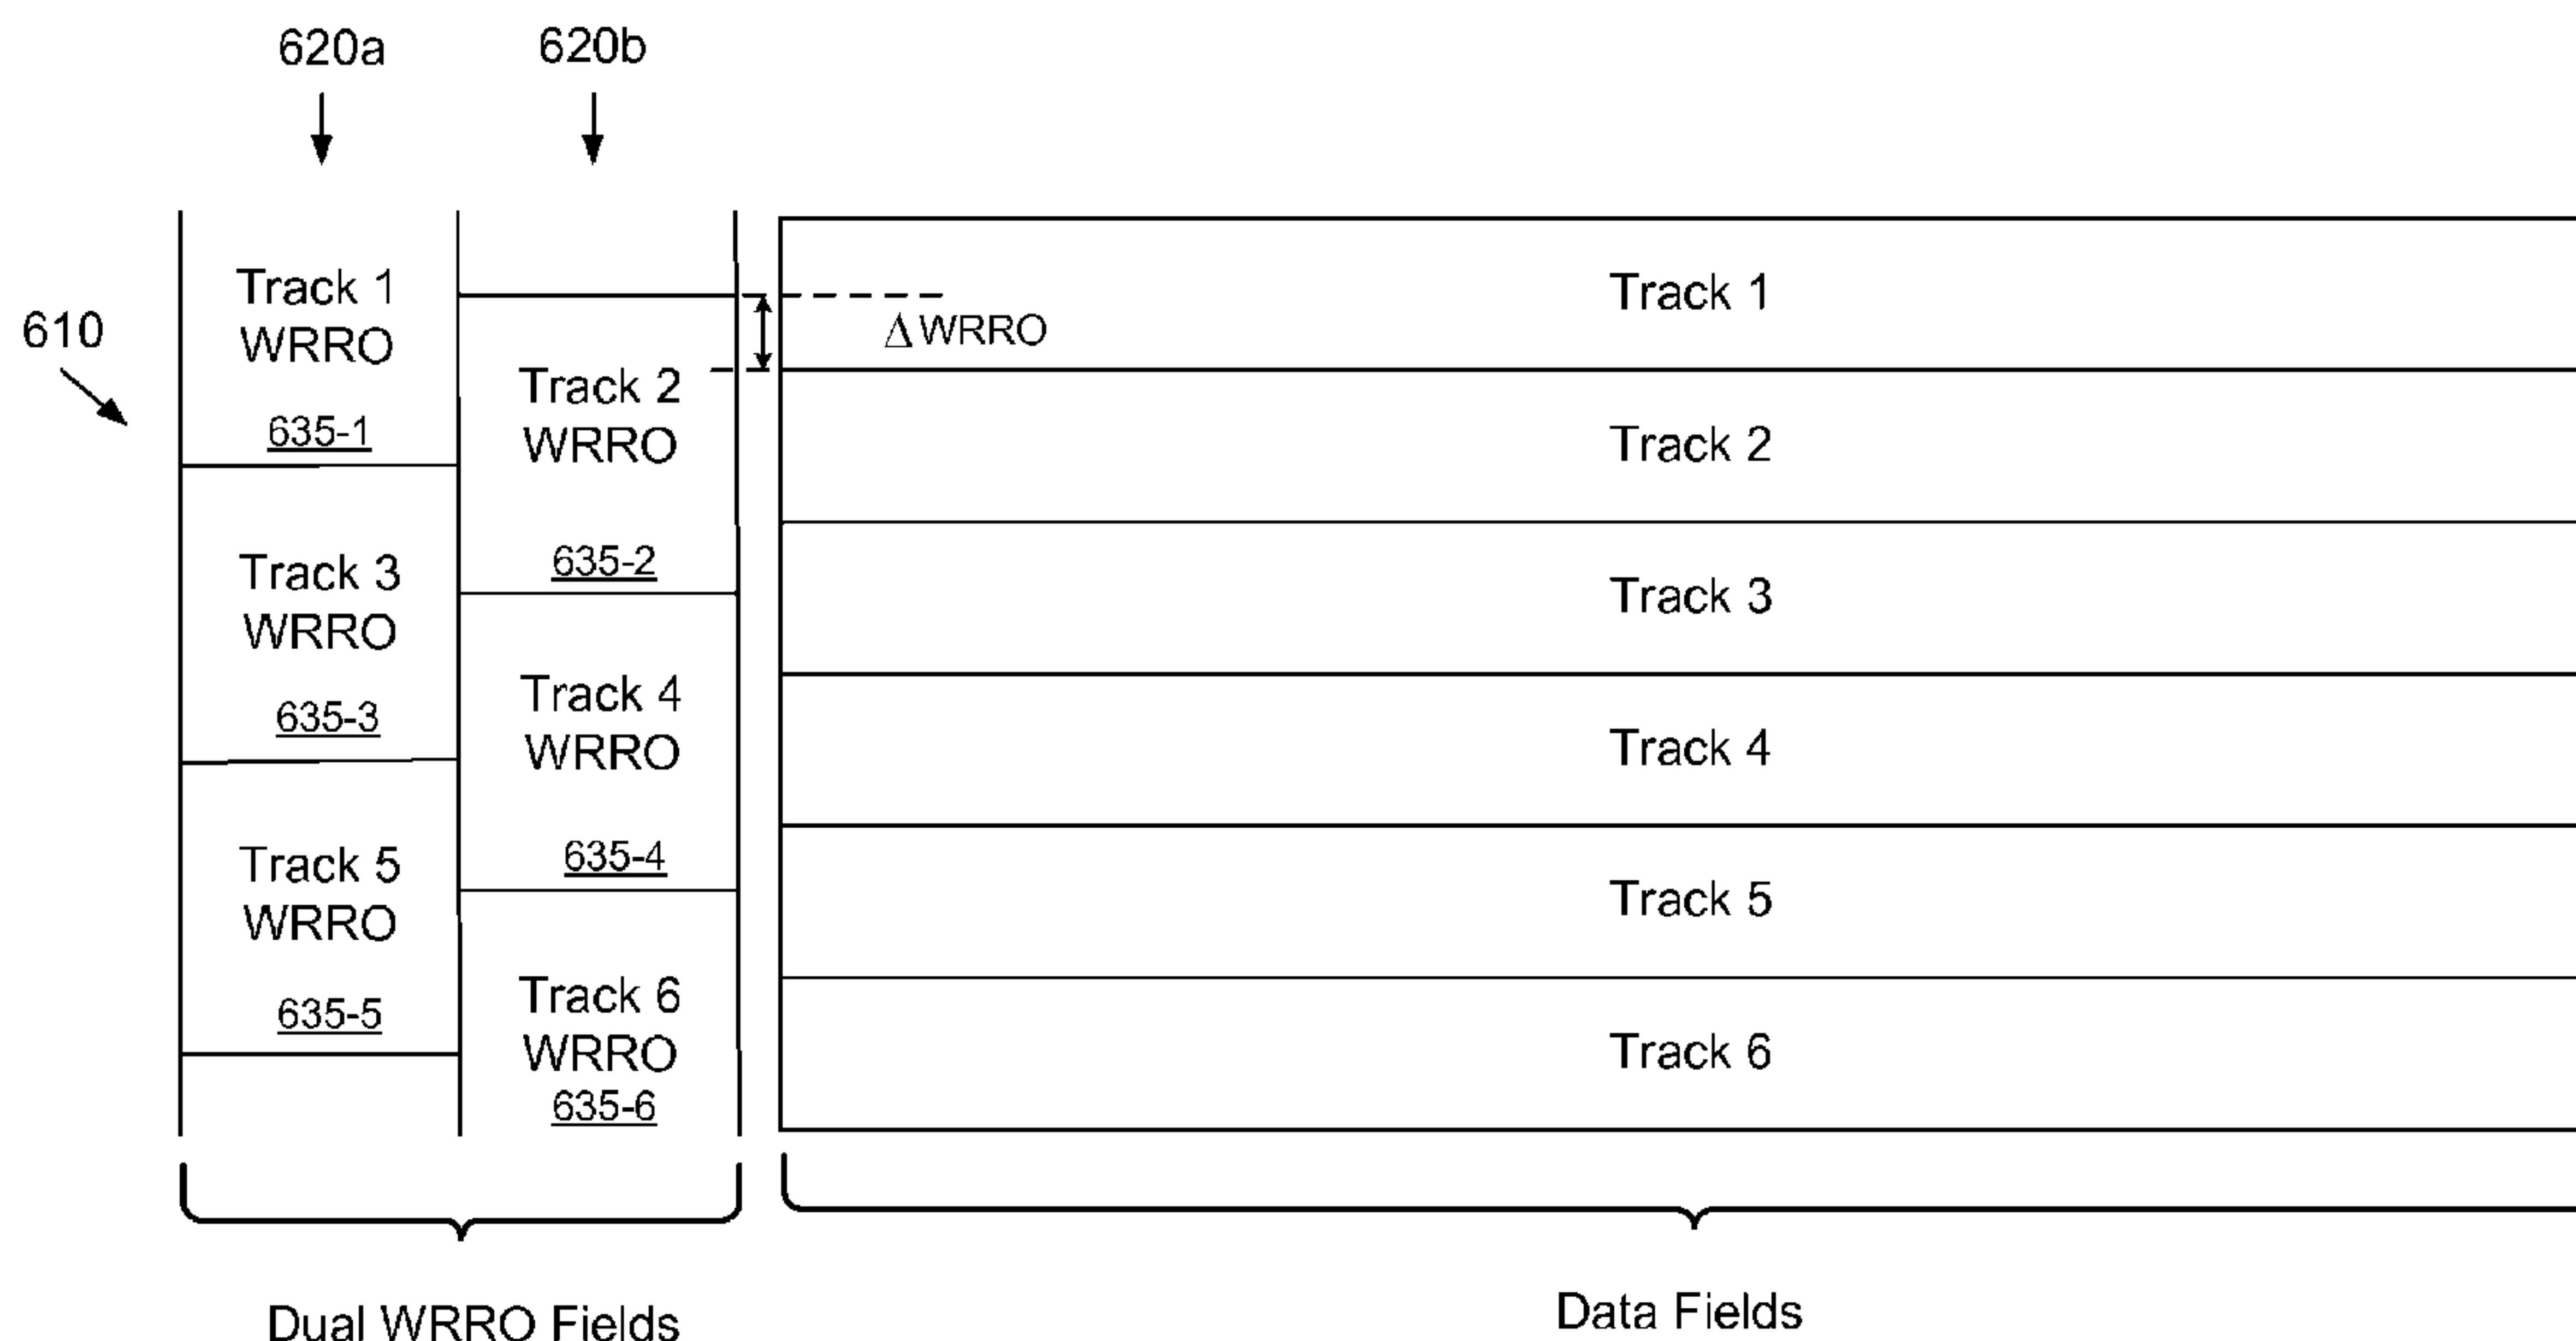 620a
620b
610
Track 1
WRRO
635-1
Track 2
WRRO
635-2
Track 3
WRRO
635-3
Track 4
WRRO
635-4
Track 5
WRRO
635-5
Track 6
WRRO
635-6
Δ WRRO
Track 1
Track 2
Track 3
Track 4
Track 5
Track 6
Dual WRRO Fields
Data Fields